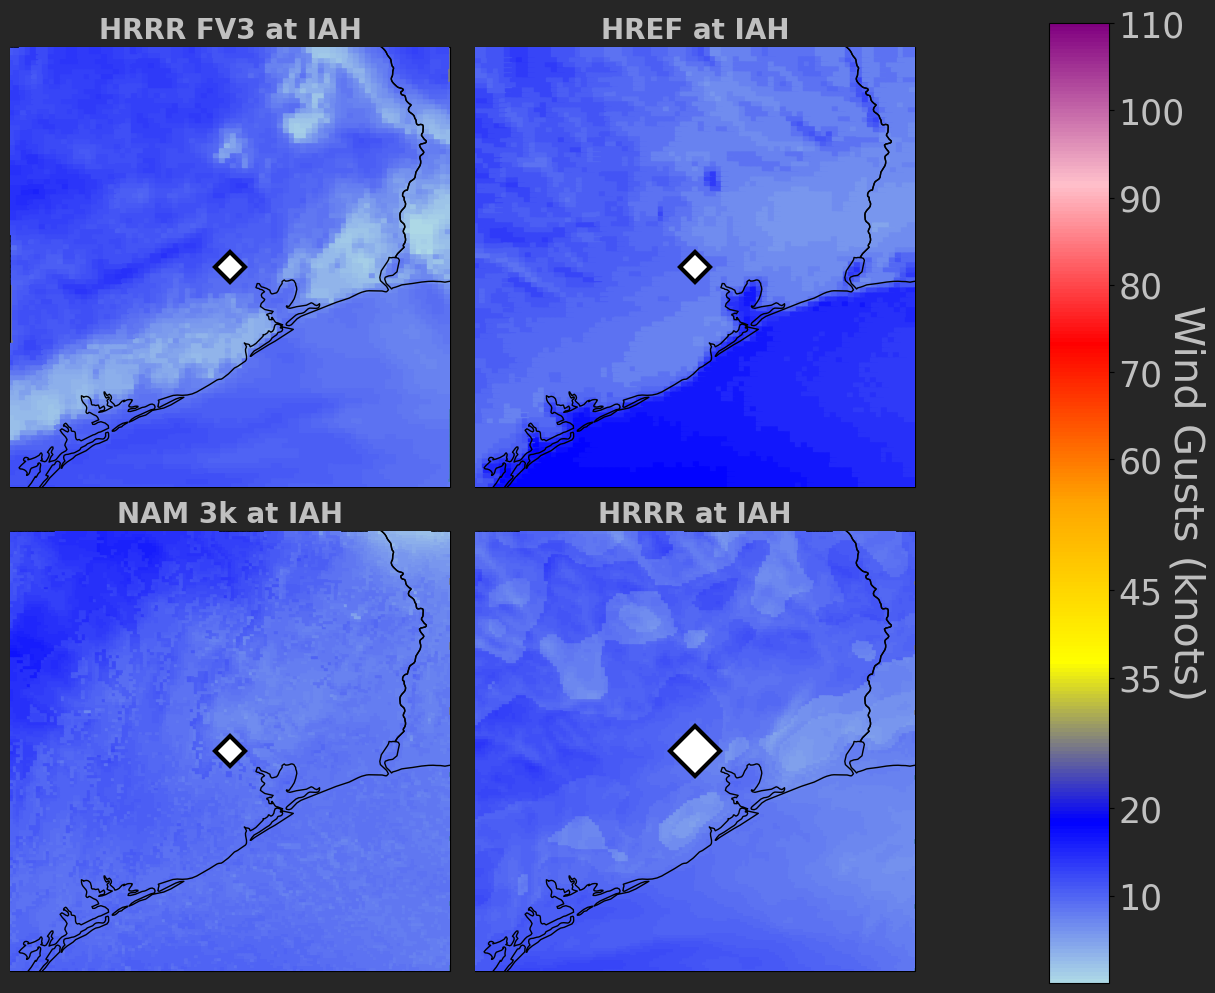 HRRR FV3 at IAH
HREF at IAH
NAM 3k at IAH
HRRR at IAH
110
100
90
80
70
60
45
35
20
10
Wind Gusts (knots)